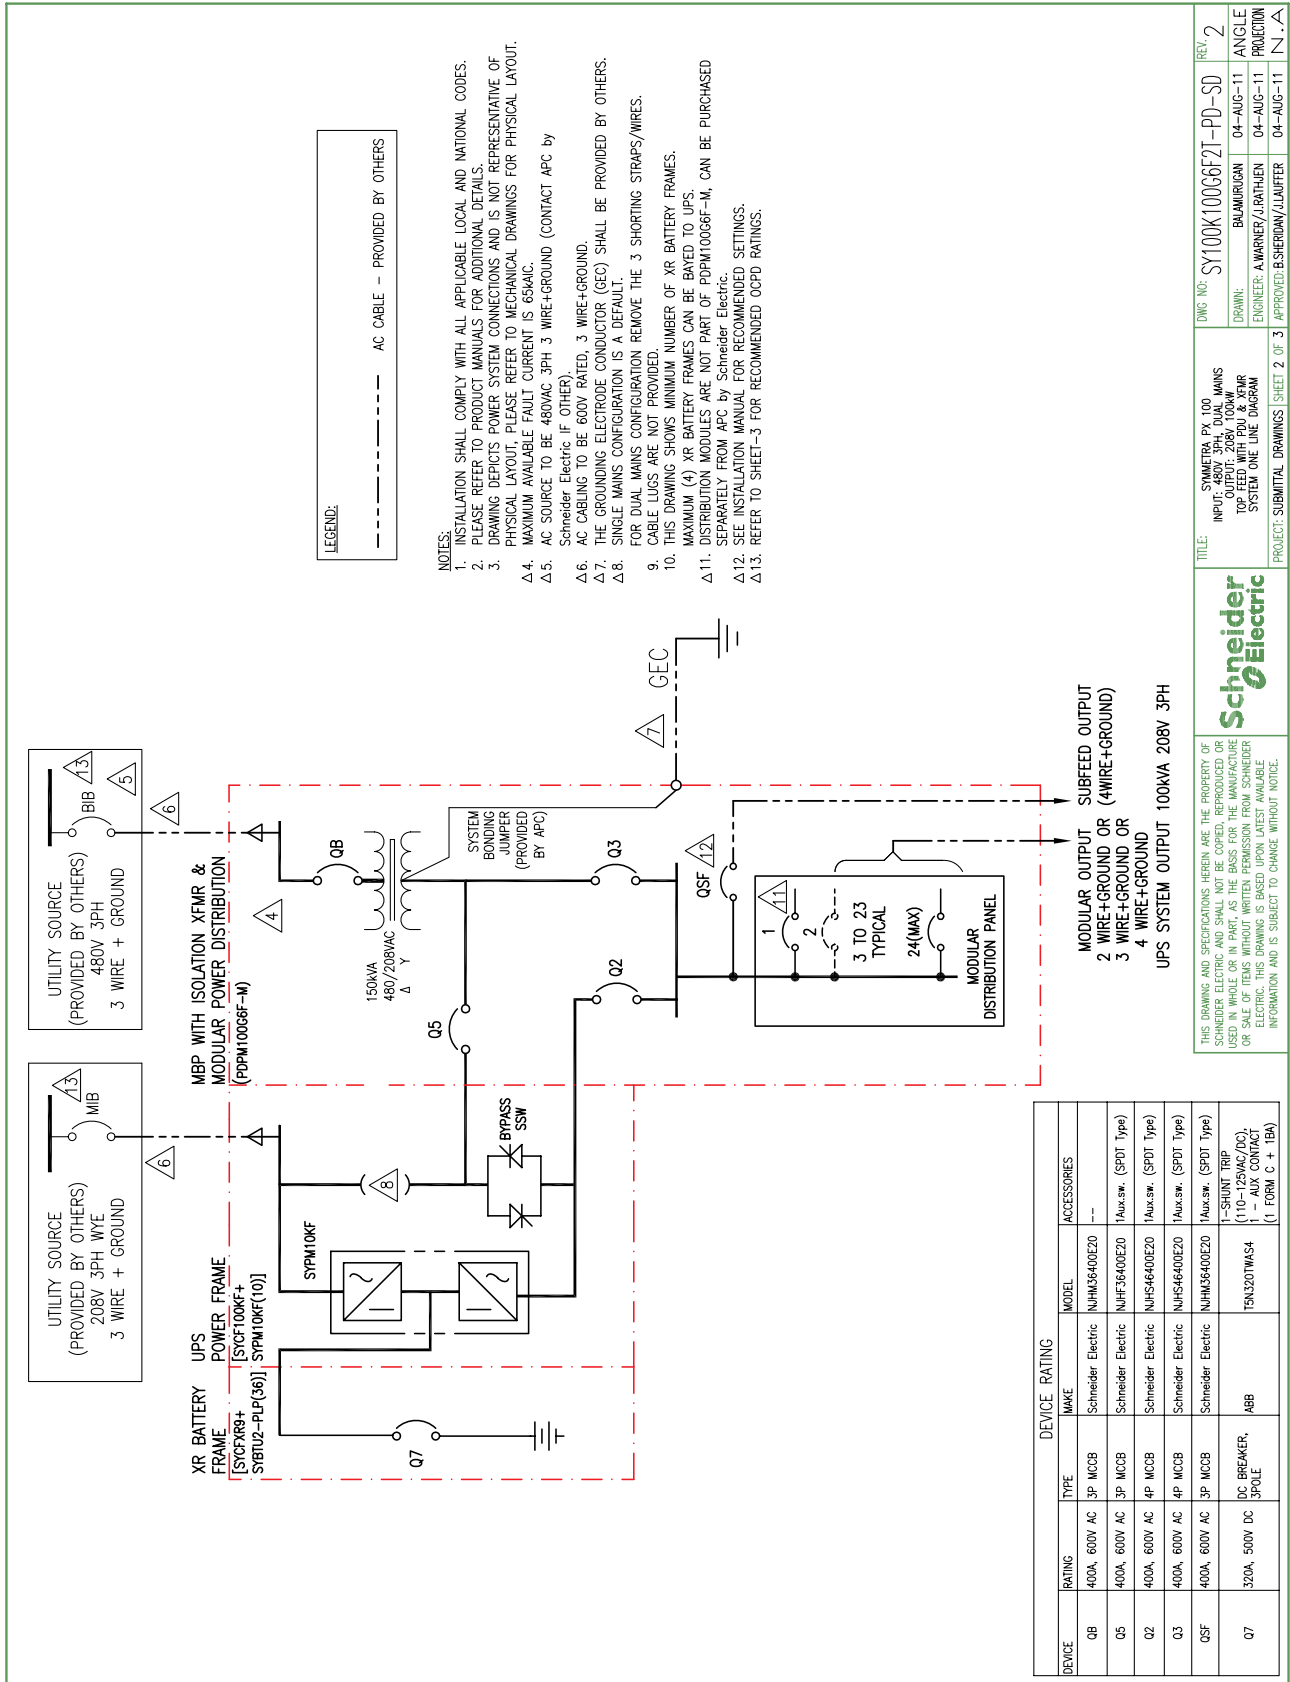 UTILITY SOURCE
(PROVIDED BY OTHERS)
208V 3PH WYE
3 WIRE + GROUND
MIB
13
6
UTILITY SOURCE
(PROVIDED BY OTHERS)
480V 3PH
3 WIRE + GROUND
BIB
13
5
6
XR BATTERY
FRAME
[SYCFXR9+
SYBTU2-PLP(36)]
UPS
POWER FRAME
[SYCF100KF+
SYPM10KF(10)]
MBP WITH ISOLATION XFMR &
MODULAR POWER DISTRIBUTION
(PDPM100G6F-M)
4
QB
150kVA
480/208VAC
Δ Y
SYSTEM
BONDING
JUMPER
(PROVIDED
BY APC)
7
GEC
SYPM10KF
8
BYPASS
SSW
Q5
Q7
Q2
Q3
QSF
12
11
1
2
3 TO 23
TYPICAL
24(MAX)
MODULAR
DISTRIBUTION PANEL
MODULAR OUTPUT
2 WIRE+GROUND OR
3 WIRE+GROUND OR
4 WIRE+GROUND
SUBFEED OUTPUT
(4WIRE+GROUND)
UPS SYSTEM OUTPUT 100kVA 208V 3PH
LEGEND:
AC CABLE - PROVIDED BY OTHERS
NOTES:
1. INSTALLATION SHALL COMPLY WITH ALL APPLICABLE LOCAL AND NATIONAL CODES.
2. PLEASE REFER TO PRODUCT MANUALS FOR ADDITIONAL DETAILS.
3. DRAWING DEPICTS POWER SYSTEM CONNECTIONS AND IS NOT REPRESENTATIVE OF
PHYSICAL LAYOUT, PLEASE REFER TO MECHANICAL DRAWINGS FOR PHYSICAL LAYOUT.
Δ 4. MAXIMUM AVAILABLE FAULT CURRENT IS 65kAIC.
Δ 5. AC SOURCE TO BE 480VAC 3PH 3 WIRE+GROUND (CONTACT APC by
Schneider Electric IF OTHER).
Δ 6. AC CABLING TO BE 600V RATED, 3 WIRE+GROUND.
Δ 7. THE GROUNDING ELECTRODE CONDUCTOR (GEC) SHALL BE PROVIDED BY OTHERS.
Δ 8. SINGLE MAINS CONFIGURATION IS A DEFAULT.
FOR DUAL MAINS CONFIGURATION REMOVE THE 3 SHORTING STRAPS/WIRES.
9. CABLE LUGS ARE NOT PROVIDED.
10. THIS DRAWING SHOWS MINIMUM NUMBER OF XR BATTERY FRAMES.
MAXIMUM (4) XR BATTERY FRAMES CAN BE BAYED TO UPS.
Δ 11. DISTRIBUTION MODULES ARE NOT PART OF PDPM100G6F-M, CAN BE PURCHASED
SEPARATELY FROM APC by Schneider Electric.
Δ 12. SEE INSTALLATION MANUAL FOR RECOMMENDED SETTINGS.
Δ 13. REFER TO SHEET-3 FOR RECOMMENDED OCPD RATINGS.
DEVICE RATING
DEVICE RATING TYPE MAKE MODEL ACCESSORIES
QB 400A, 600V AC 3P MCCB Schneider Electric NJHM36400E20 --
Q5 400A, 600V AC 3P MCCB Schneider Electric NJHF36400E20 1Aux.sw. (SPDT Type)
Q2 400A, 600V AC 4P MCCB Schneider Electric NJHS46400E20 1Aux.sw. (SPDT Type)
Q3 400A, 600V AC 4P MCCB Schneider Electric NJHS46400E20 1Aux.sw. (SPDT Type)
QSF 400A, 600V AC 3P MCCB Schneider Electric NJHM36400E20 1Aux.sw. (SPDT Type)
Q7 320A, 500V DC DC BREAKER, 3POLE ABB T5N320TWAS4 1-SHUNT TRIP
(110-125VAC/DC),
1 - AUX CONTACT
(1 FORM C + 1BA)
THIS DRAWING AND SPECIFICATIONS HEREIN ARE THE PROPERTY OF
SCHNEIDER ELECTRIC AND SHALL NOT BE COPIED, REPRODUCED OR
USED IN WHOLE OR IN PART, AS THE BASIS FOR THE MANUFACTURE
OR SALE OF ITEMS WITHOUT WRITTEN PERMISSION FROM SCHNEIDER
ELECTRIC. THIS DRAWING IS BASED UPON LATEST AVAILABLE
INFORMATION AND IS SUBJECT TO CHANGE WITHOUT NOTICE.
Schneider
Electric
TITLE: SYMMETRA PX 100
INPUT: 480V 3PH, DUAL MAINS
OUTPUT: 208V 100kW
TOP FEED WITH PDU & XFMR
SYSTEM ONE LINE DIAGRAM
PROJECT: SUBMITTAL DRAWINGS SHEET 2 OF 3
DWG NO: SY100K100G6F2T-PD-SD REV: 2
DRAWN: BALAMURUGAN 04-AUG-11
ENGINEER: A.WARNER/J.RATHJEN 04-AUG-11
APPROVED: B.SHERIDAN/J.LAUFFER 04-AUG-11
ANGLE
PROJECTION
N.A